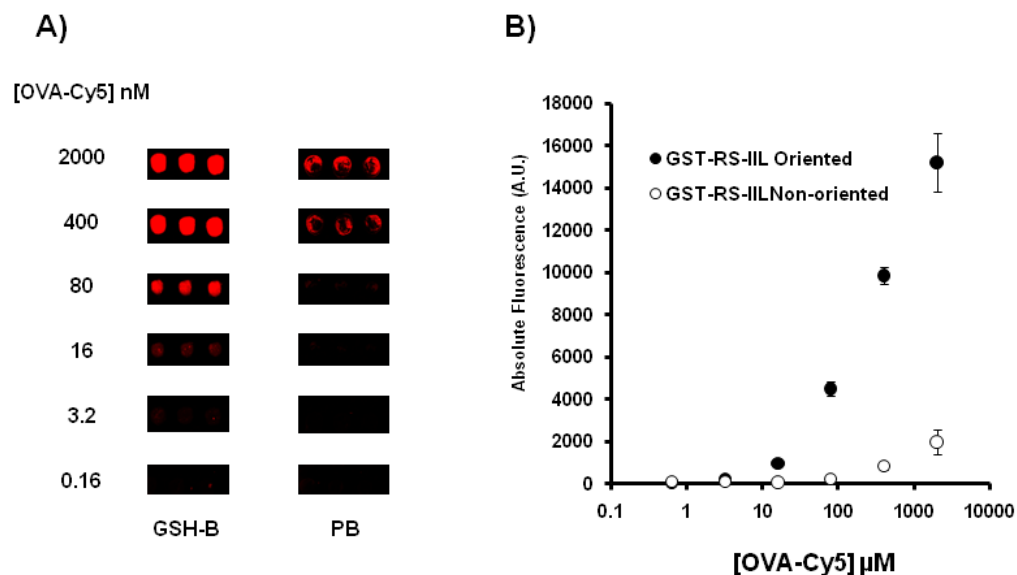 A)
[OVA-Cy5] nM
2000
400
80
16
3.2
0.16
GSH-B PB
B)
18000
16000
14000
12000
10000
8000
6000
4000
2000
0
Absolute Fluorescence (A.U.)
GST-RS-IIL Oriented
GST-RS-IILNon-oriented
0.1 1 10 100 1000 10000
[OVA-Cy5] µM